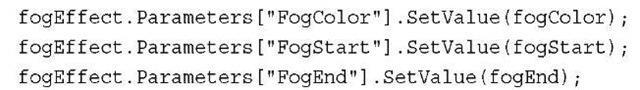 fogEffect.Parameters["FogColor"].SetValue(fogColor);
fogEffect.Parameters["FogStart"].SetValue(fogStart);
fogEffect.Parameters["FogEnd"].SetValue(fogEnd);